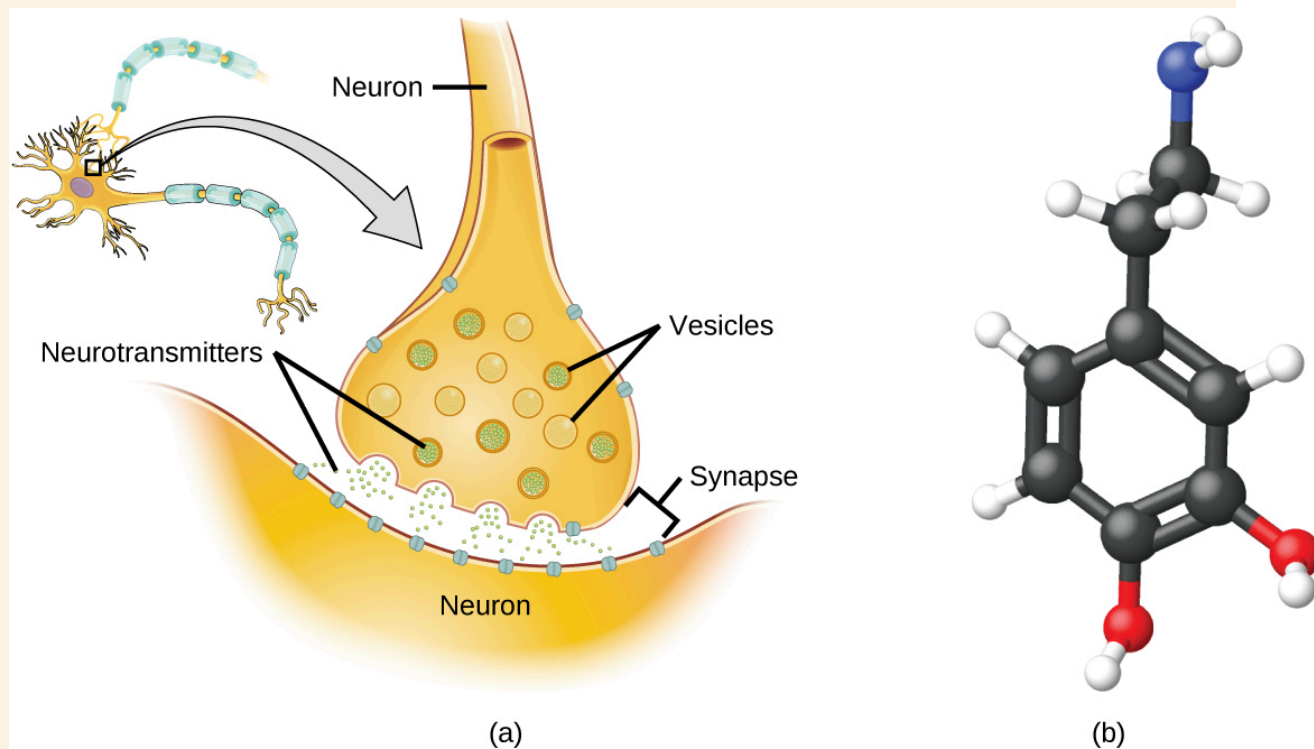 Neuron
Vesicles
Neurotransmitters
Synapse
Neuron
(a)
(b)